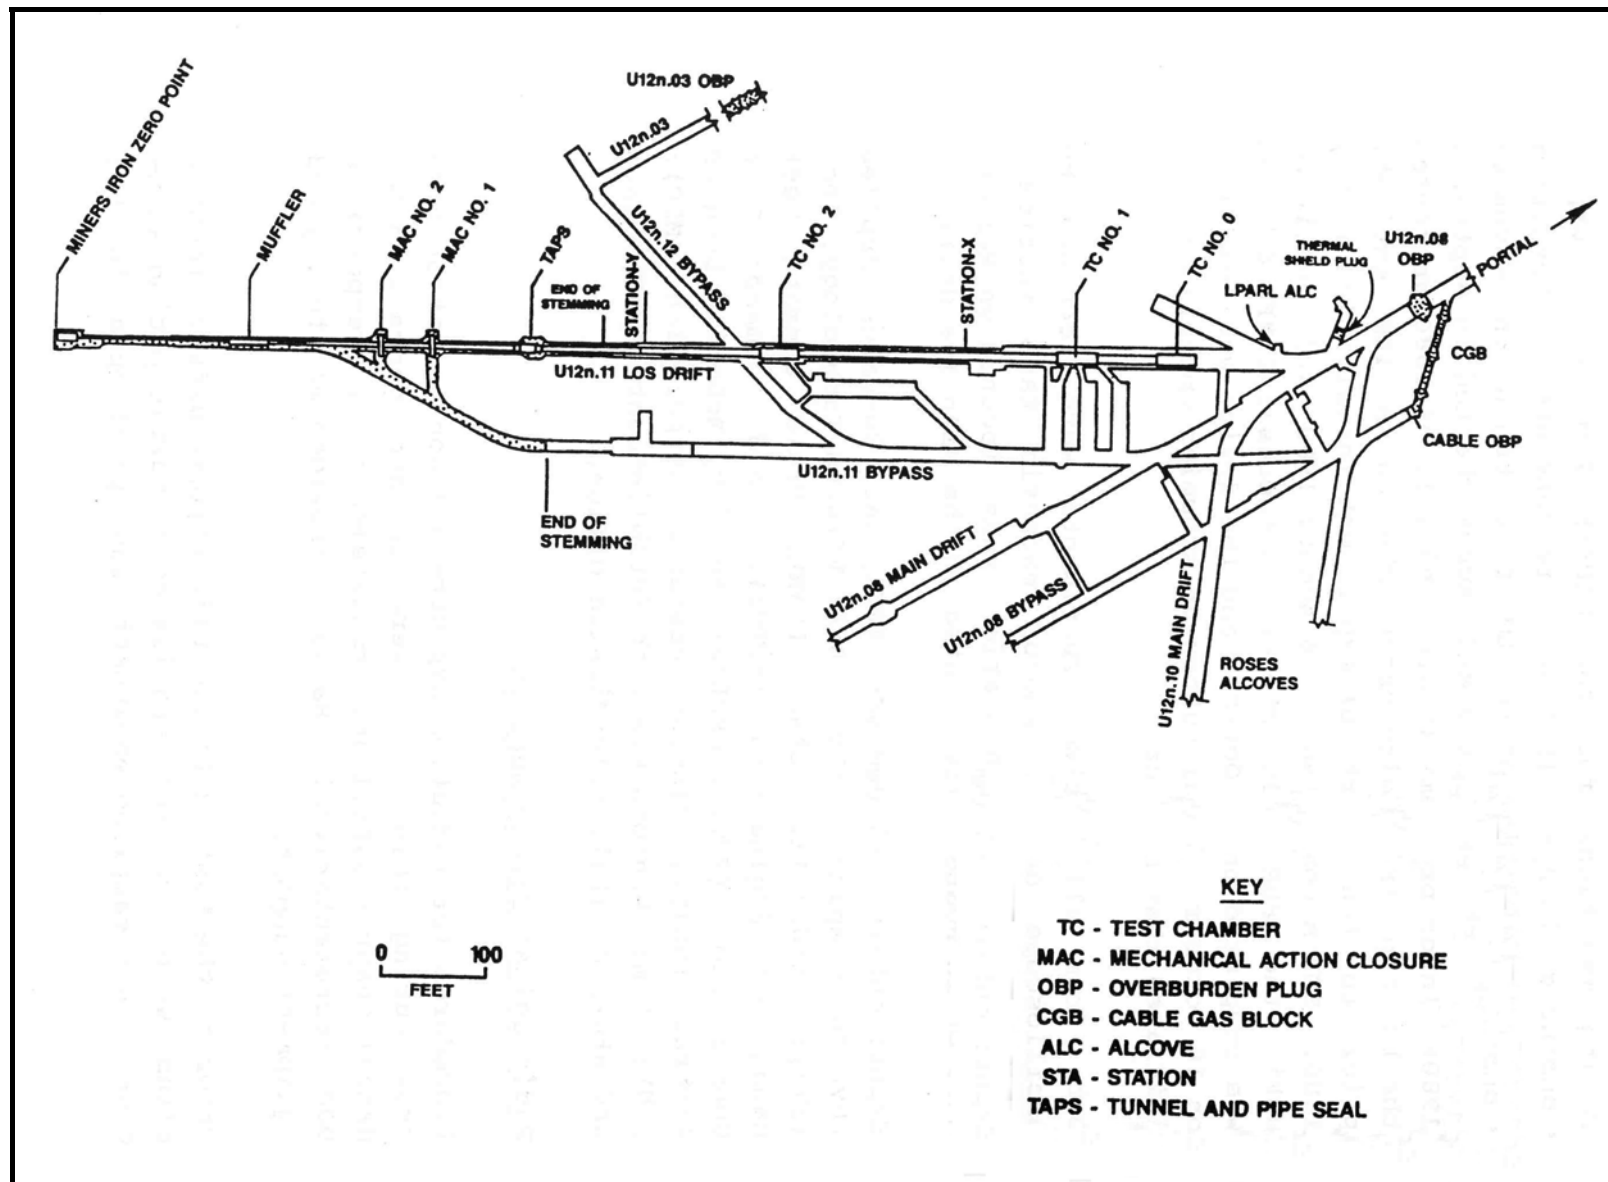 MINERS IRON ZERO POINT
MUFFLER
MAC NO. 2
MAC NO. 1
TAPS
END OF
STEMMING
STATION-Y
U12n.03 OBP
U12n.03
U12n.12 BYPASS
TC NO. 2
STATION-X
TC NO. 1
TC NO. 0
LPARL ALC
THERMAL
SHIELD PLUG
U12n.08
OBP
PORTAL
CGB
CABLE OBP
U12n.11 LOS DRIFT
U12n.11 BYPASS
END OF
STEMMING
U12n.08 MAIN DRIFT
U12n.08 BYPASS
U12n.10 MAIN DRIFT
ROSES
ALCOVES
0 100
FEET
KEY
TC - TEST CHAMBER
MAC - MECHANICAL ACTION CLOSURE
OBP - OVERBURDEN PLUG
CGB - CABLE GAS BLOCK
ALC - ALCOVE
STA - STATION
TAPS - TUNNEL AND PIPE SEAL